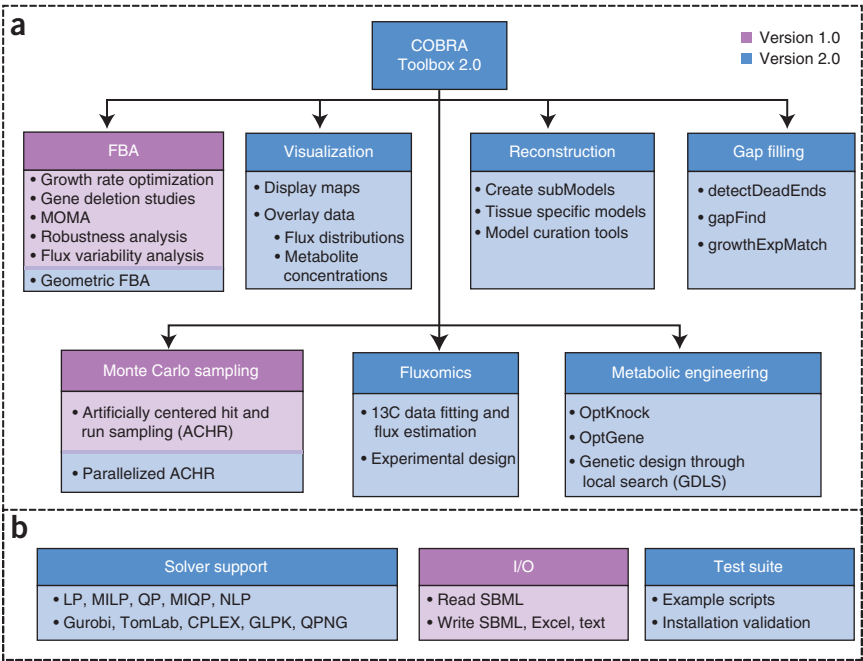 a
COBRA
Toolbox 2.0
Version 1.0
Version 2.0
FBA
• Growth rate optimization
• Gene deletion studies
• MOMA
• Robustness analysis
• Flux variability analysis
• Geometric FBA
Visualization
• Display maps
• Overlay data
• Flux distributions
• Metabolite
concentrations
Reconstruction
• Create subModels
• Tissue specific models
• Model curation tools
Gap filling
• detectDeadEnds
• gapFind
• growthExpMatch
Monte Carlo sampling
• Artificially centered hit and
run sampling (ACHR)
• Parallelized ACHR
Fluxomics
• 13C data fitting and
flux estimation
• Experimental design
Metabolic engineering
• OptKnock
• OptGene
• Genetic design through
local search (GDLS)
b
Solver support
• LP, MILP, QP, MIQP, NLP
• Gurobi, TomLab, CPLEX, GLPK, QPNG
I/O
• Read SBML
• Write SBML, Excel, text
Test suite
• Example scripts
• Installation validation